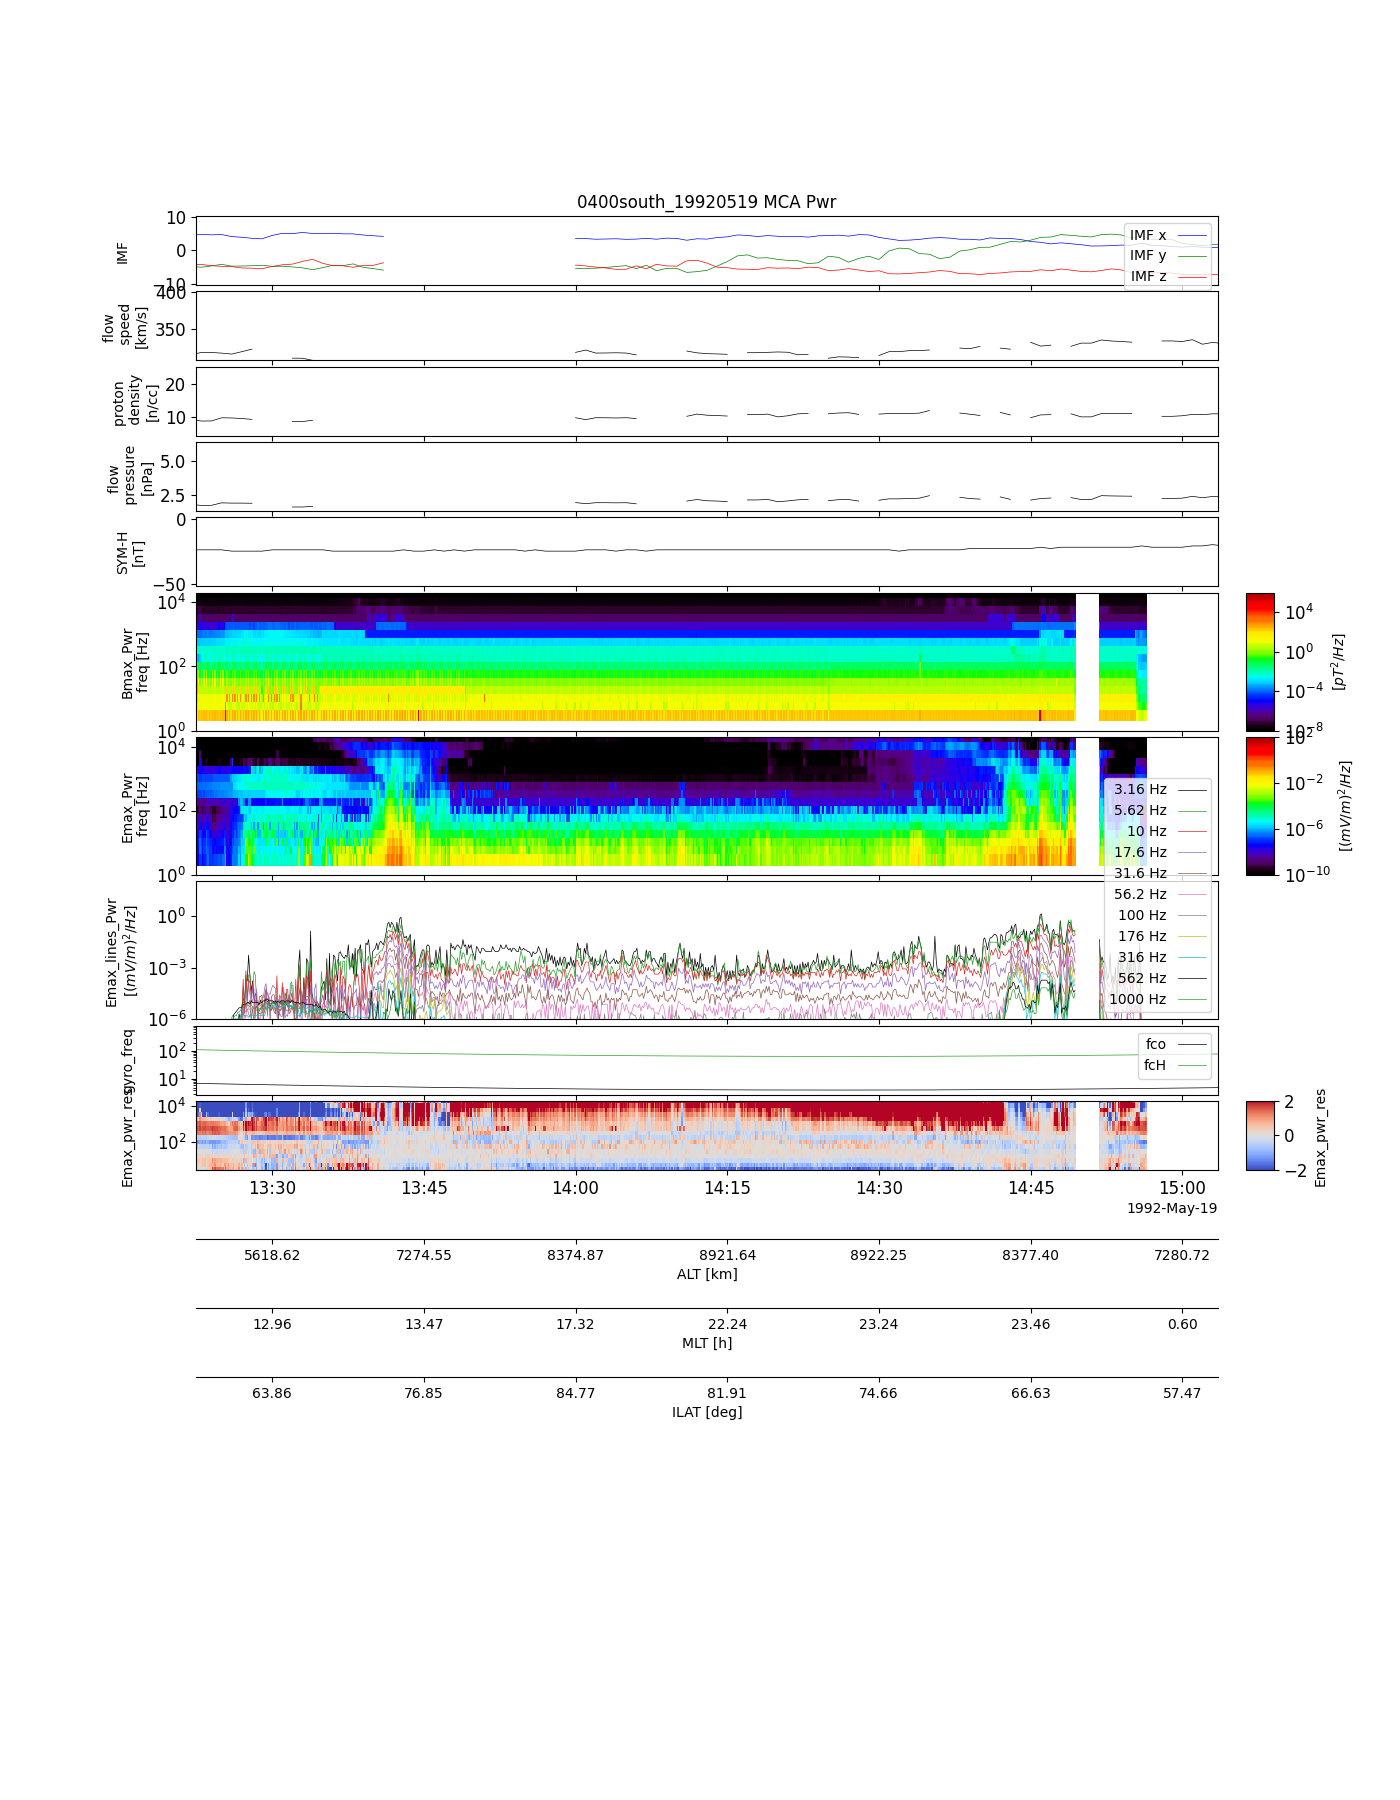 0400south_19920519 MCA Pwr
10
0
−10
IMF
IMF x
IMF y
IMF z
400
350
flow
speed
[km/s]
20
10
proton
density
[n/cc]
5.0
2.5
flow
pressure
[nPa]
0
−50
SYM-H
[nT]
10^4
10^2
10^0
Bmax_Pwr
freq [Hz]
10^4
10^0
10^−4
10^−8
[pT^2/Hz]
10^4
10^2
10^0
Emax_Pwr
freq [Hz]
10^2
10^−2
10^−6
10^−10
[(mV/m)^2/Hz]
3.16 Hz
5.62 Hz
10 Hz
17.6 Hz
31.6 Hz
56.2 Hz
100 Hz
176 Hz
316 Hz
562 Hz
1000 Hz
10^0
10^−3
10^−6
Emax_lines_Pwr
[(mV/m)^2/Hz]
10^2
10^1
gyro_freq
fco
fcH
10^4
10^2
Emax_pwr_res
2
0
−2
Emax_pwr_res
13:30 13:45 14:00 14:15 14:30 14:45 15:00
1992-May-19
5618.62 7274.55 8374.87 8921.64 8922.25 8377.40 7280.72
ALT [km]
12.96 13.47 17.32 22.24 23.24 23.46 0.60
MLT [h]
63.86 76.85 84.77 81.91 74.66 66.63 57.47
ILAT [deg]